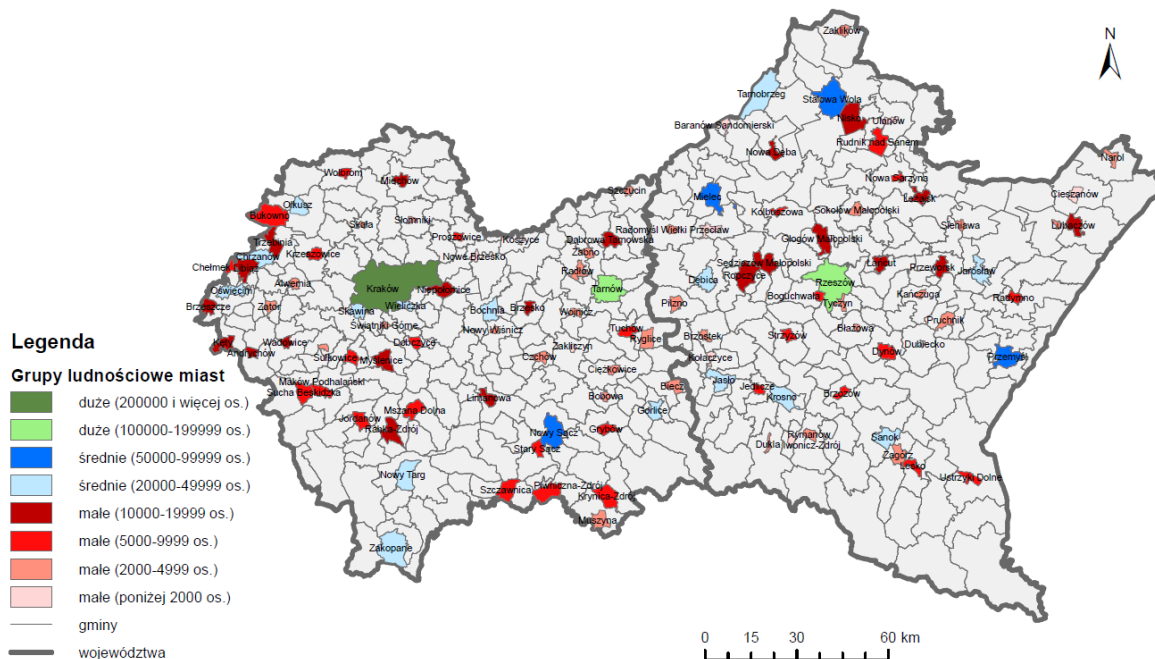 Zaklików
N
Tarnobrzeg
Stalowa Wola
Baranów Sandomierski
Nisko
Ulanów
Rudnik nad Sanem
Nowa Dęba
Narol
Wolbrom
Miechów
Szczucin
Mielec
Nowa Sarzyna
Leżajsk
Cieszanów
Olkusz
Bukowno
Skała
Słomniki
Kolbuszowa
Sokołów Małopolski
Sieniawa
Lubaczów
Trzebinia
Proszowice
Koszyce
Dąbrowa Tarnowska
Radomyśl Wielki
Przecław
Głogów Małopolski
Chrzanów
Krzeszowice
Nowe Brzesko
Żabno
Chełmek
Libiąż
Radłów
Sędziszów Małopolski
Ropczyce
Łańcut
Przeworsk
Jarosław
Alwernia
Kraków
Niepołomice
Tarnów
Dębica
Rzeszów
Oświęcim
Brzeszcze
Zator
Skawina
Wieliczka
Bochnia
Brzesko
Wojnicz
Pilzno
Boguchwała
Tyczyn
Kańczuga
Radymno
Świątniki Górne
Nowy Wiśnicz
Tuchów
Ryglice
Brzostek
Strzyżów
Błażowa
Pruchnik
Legenda
Kęty
Andrychów
Wadowice
Sułkowice
Myślenice
Dobczyce
Zakliczyn
Czchów
Kołaczyce
Dynów
Dubiecko
Przemyśl
Grupy ludnościowe miast
Maków Podhalański
Sucha Beskidzka
Ciężkowice
Biecz
Jasło
Jedlicze
Krosno
Brzozów
duże (200000 i więcej os.)
Limanowa
Bobowa
Gorlice
Jordanów
Mszana Dolna
Rabka-Zdrój
duże (100000-199999 os.)
Nowy Sącz
Grybów
Stary Sącz
Dukla
Iwonicz-Zdrój
Rymanów
Sanok
Zagórz
Lesko
średnie (50000-99999 os.)
Nowy Targ
Ustrzyki Dolne
średnie (20000-49999 os.)
Szczawnica
Piwniczna-Zdrój
Krynica-Zdrój
małe (10000-19999 os.)
Muszyna
małe (5000-9999 os.)
Zakopane
małe (2000-4999 os.)
małe (poniżej 2000 os.)
gminy
województwa
0 15 30 60 km